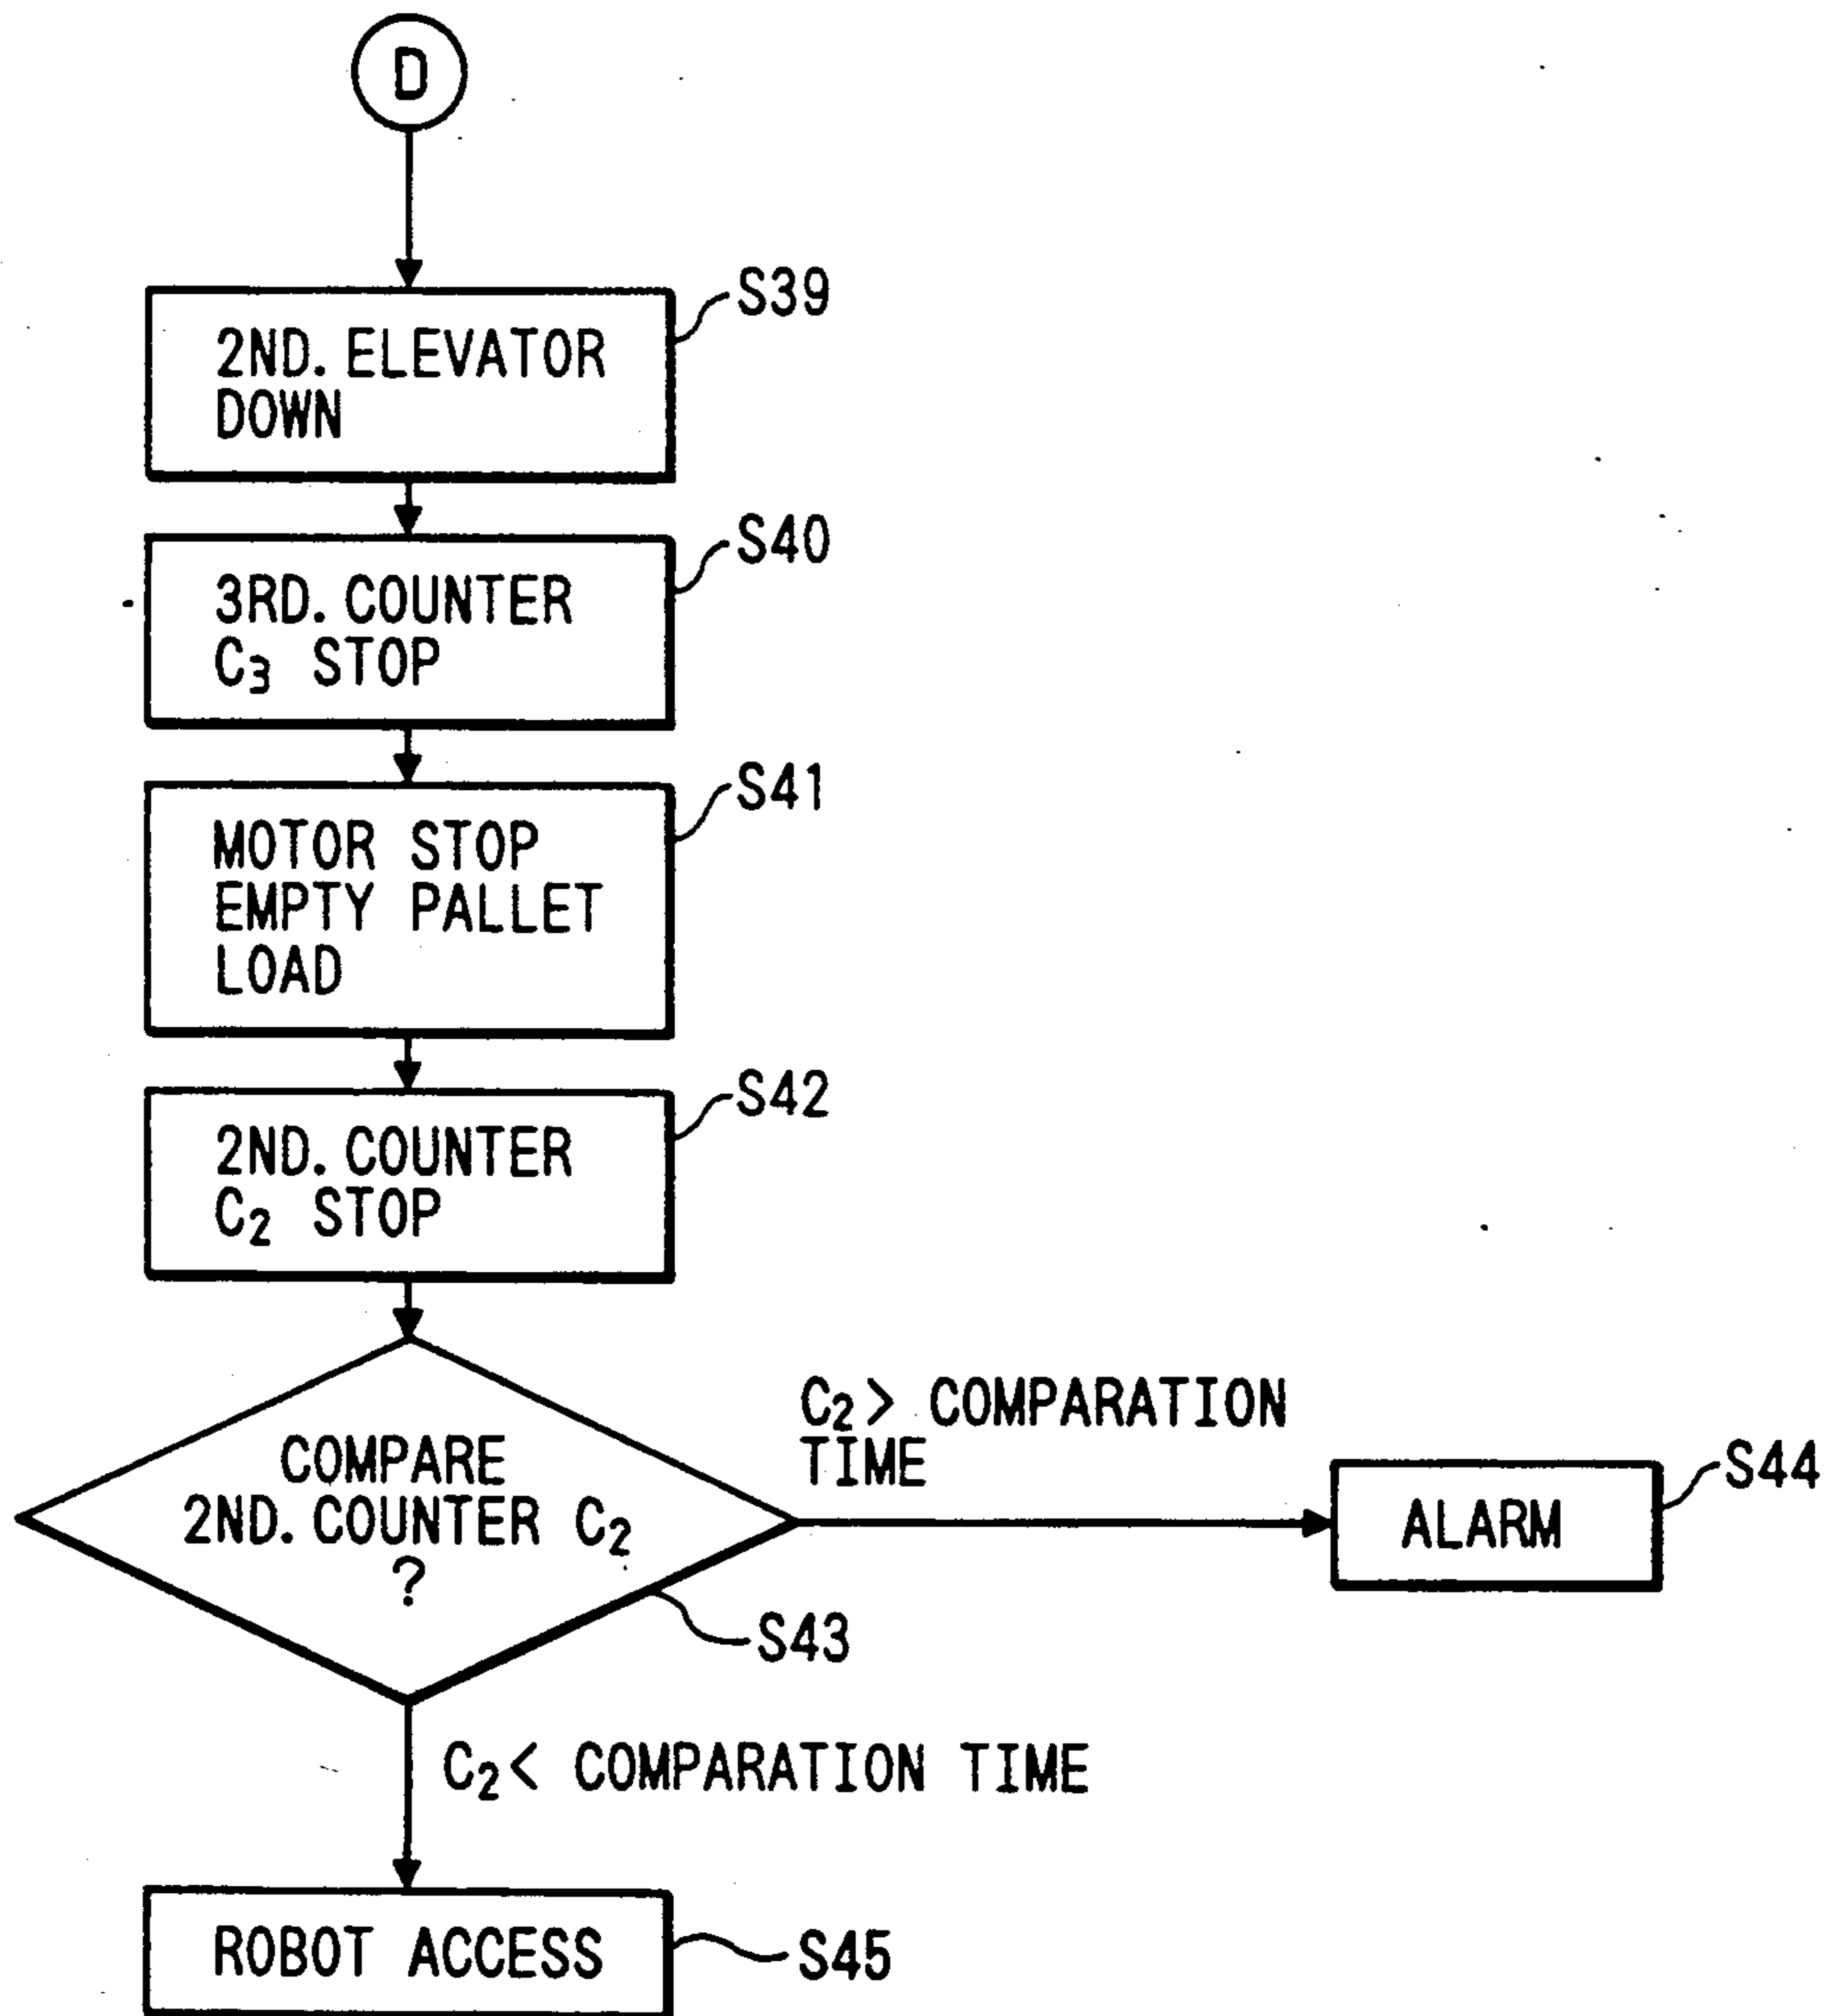 D
S39
2ND. ELEVATOR
DOWN
S40
3RD. COUNTER
C3 STOP
S41
MOTOR STOP
EMPTY PALLET
LOAD
S42
2ND. COUNTER
C2 STOP
C2 > COMPARATION
TIME
COMPARE
2ND. COUNTER C2
?
S44
ALARM
S43
C2 < COMPARATION TIME
ROBOT ACCESS
S45